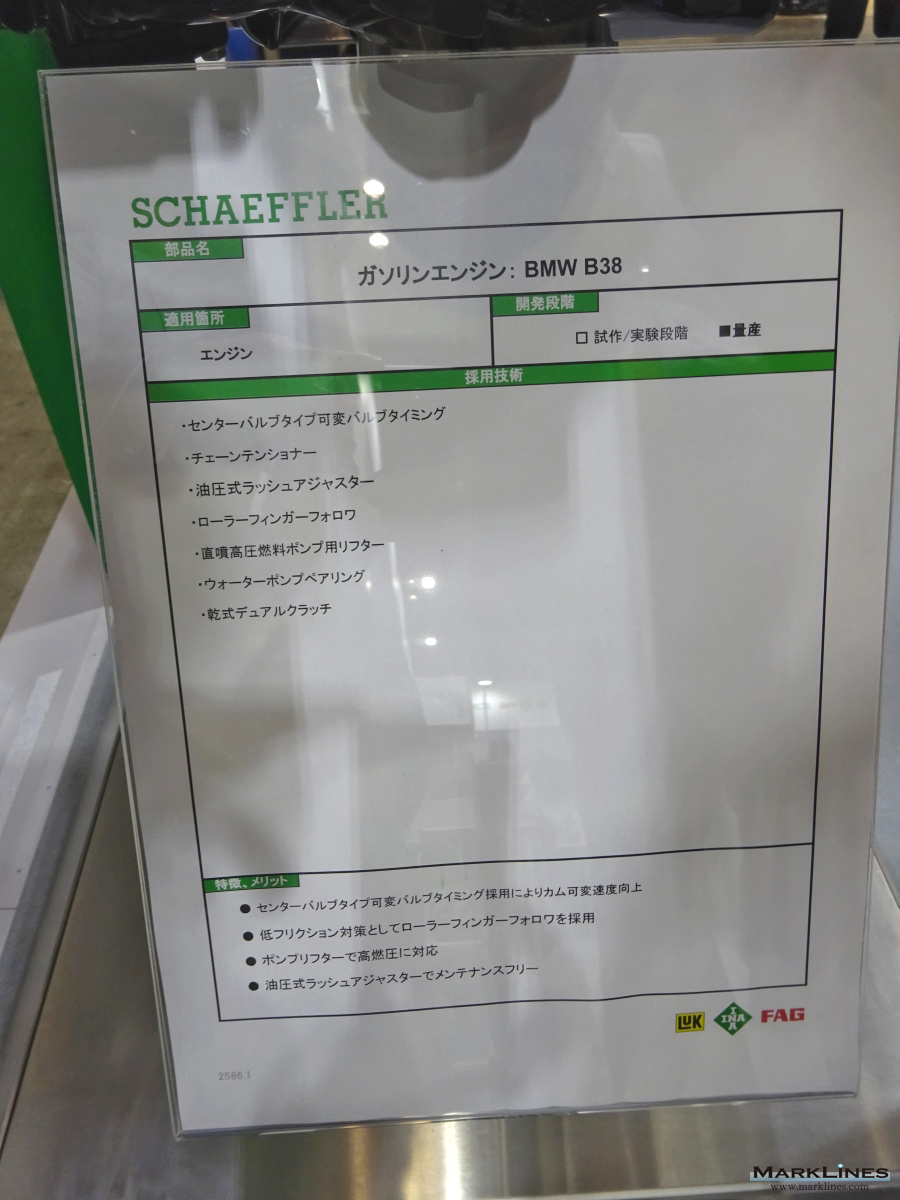 SCHAEFFLER
部品名
ガソリンエンジン: BMW B38
適用箇所
エンジン
開発段階
□ 試作/実験段階 ■量産
採用技術
・センターバルブタイプ可変バルブタイミング
・チェーンテンショナー
・油圧式ラッシュアジャスター
・ローラーフィンガーフォロワ
・直噴高圧燃料ポンプ用リフター
・ウォーターポンプベアリング
・乾式デュアルクラッチ
特徴、メリット
● センターバルブタイプ可変バルブタイミング採用によりカム可変速度向上
● 低フリクション対策としてローラーフィンガーフォロワを採用
● ポンプリフターで高燃圧に対応
● 油圧式ラッシュアジャスターでメンテナンスフリー
LUK INA FAG
2586.1
MARKLINES
www.marklines.com